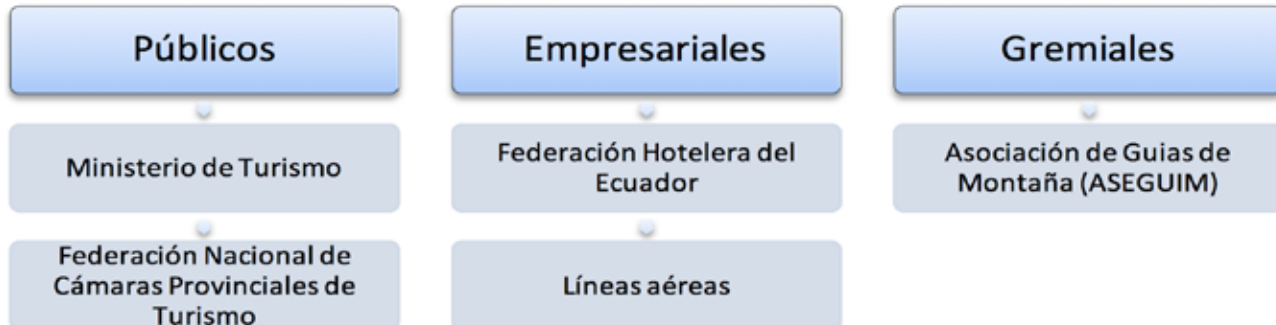 Públicos
Ministerio de Turismo
Federación Nacional de
Cámaras Provinciales de
Turismo
Empresariales
Federación Hotelera del
Ecuador
Líneas aéreas
Gremiales
Asociación de Guias de
Montaña (ASEGUIM)